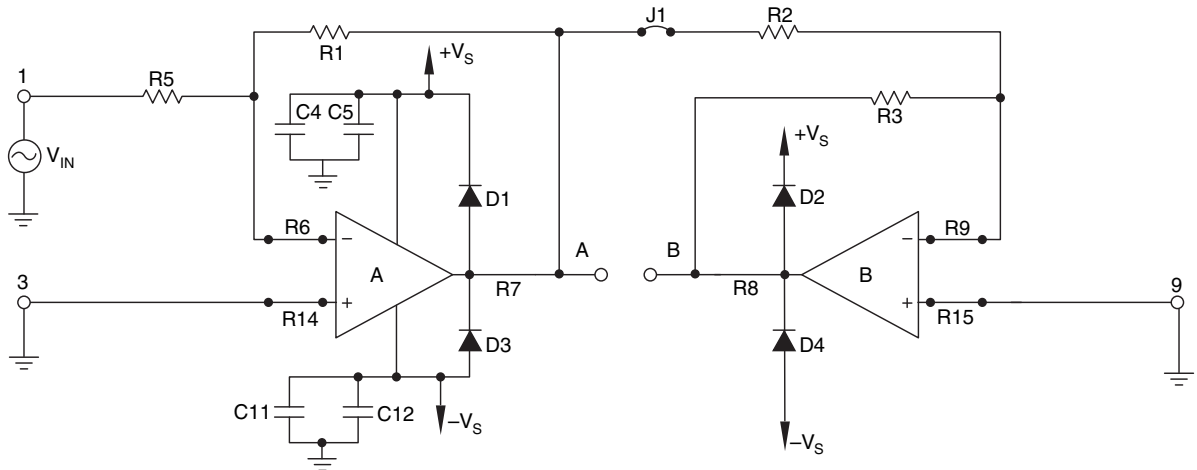 J1
R2
R1
+VS
1
R5
C4
C5
R3
+VS
VIN
D1
D2
R6
−
A
B
−
R9
A
B
3
R7
R8
9
+
R14
+
R15
D3
D4
C11
C12
−VS
−VS